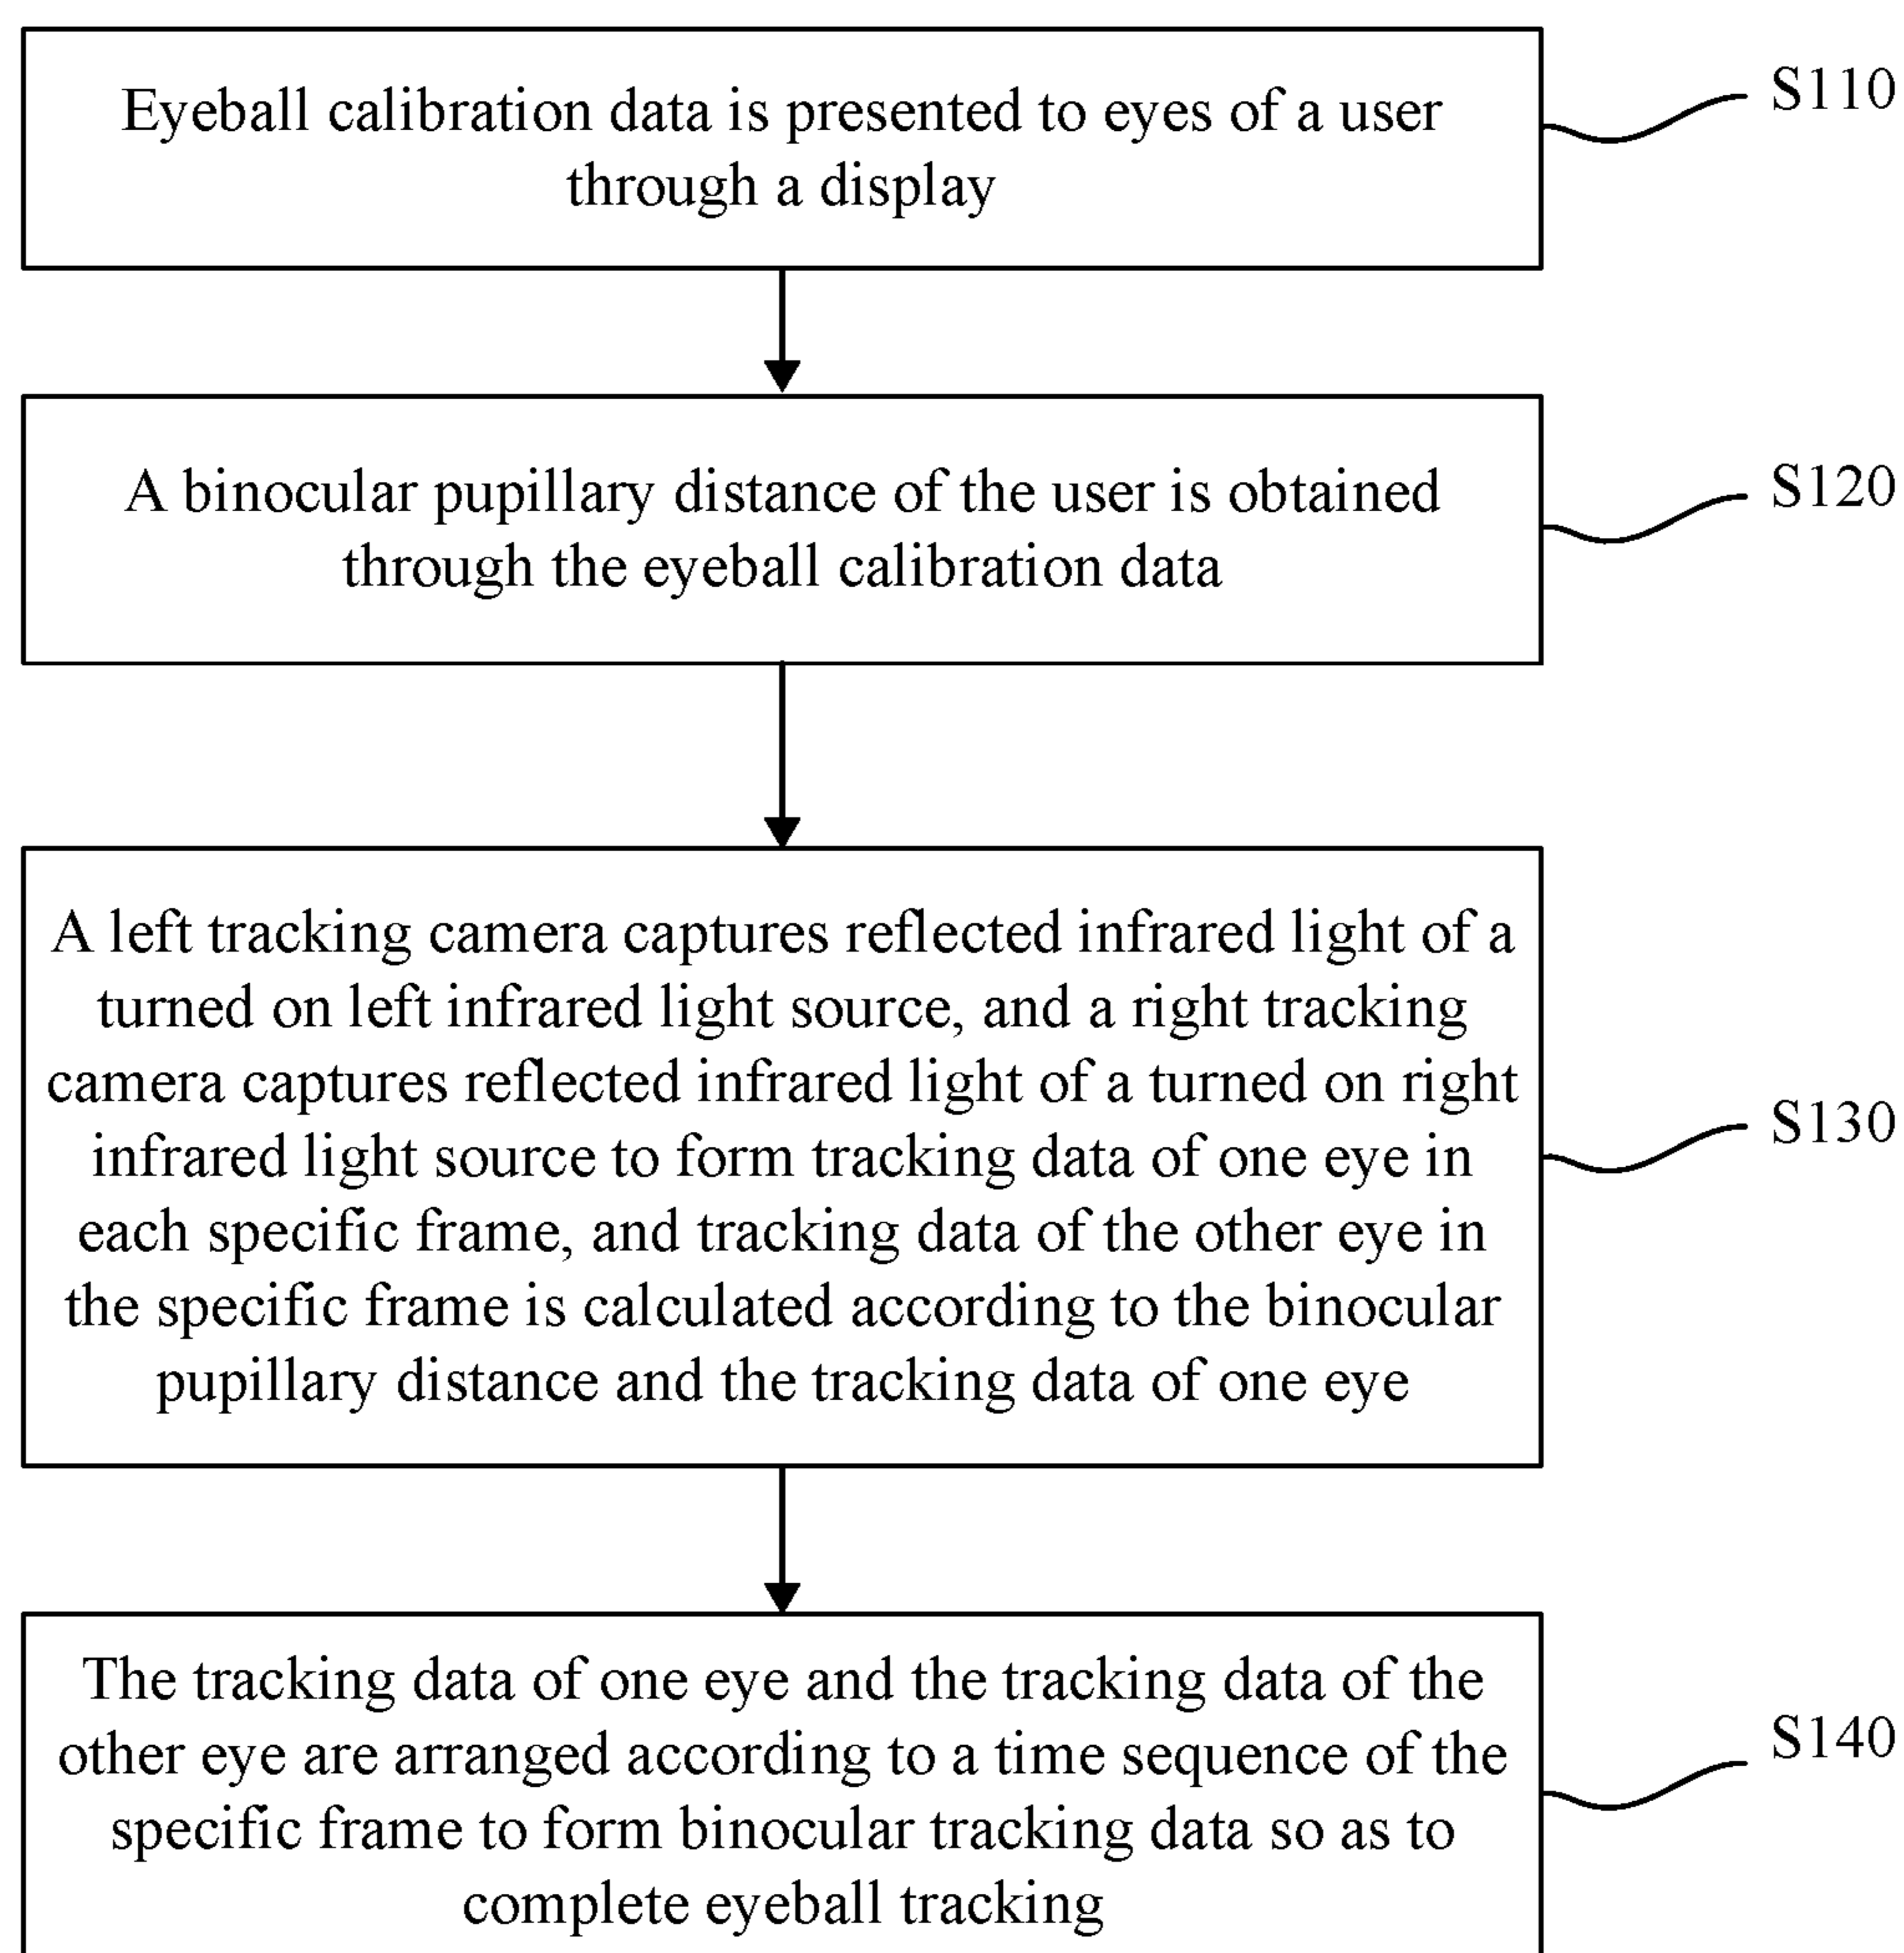 Eyeball calibration data is presented to eyes of a user
through a display
S110
A binocular pupillary distance of the user is obtained
through the eyeball calibration data
S120
A left tracking camera captures reflected infrared light of a
turned on left infrared light source, and a right tracking
camera captures reflected infrared light of a turned on right
infrared light source to form tracking data of one eye in
each specific frame, and tracking data of the other eye in
the specific frame is calculated according to the binocular
pupillary distance and the tracking data of one eye
S130
The tracking data of one eye and the tracking data of the
other eye are arranged according to a time sequence of the
specific frame to form binocular tracking data so as to
complete eyeball tracking
S140